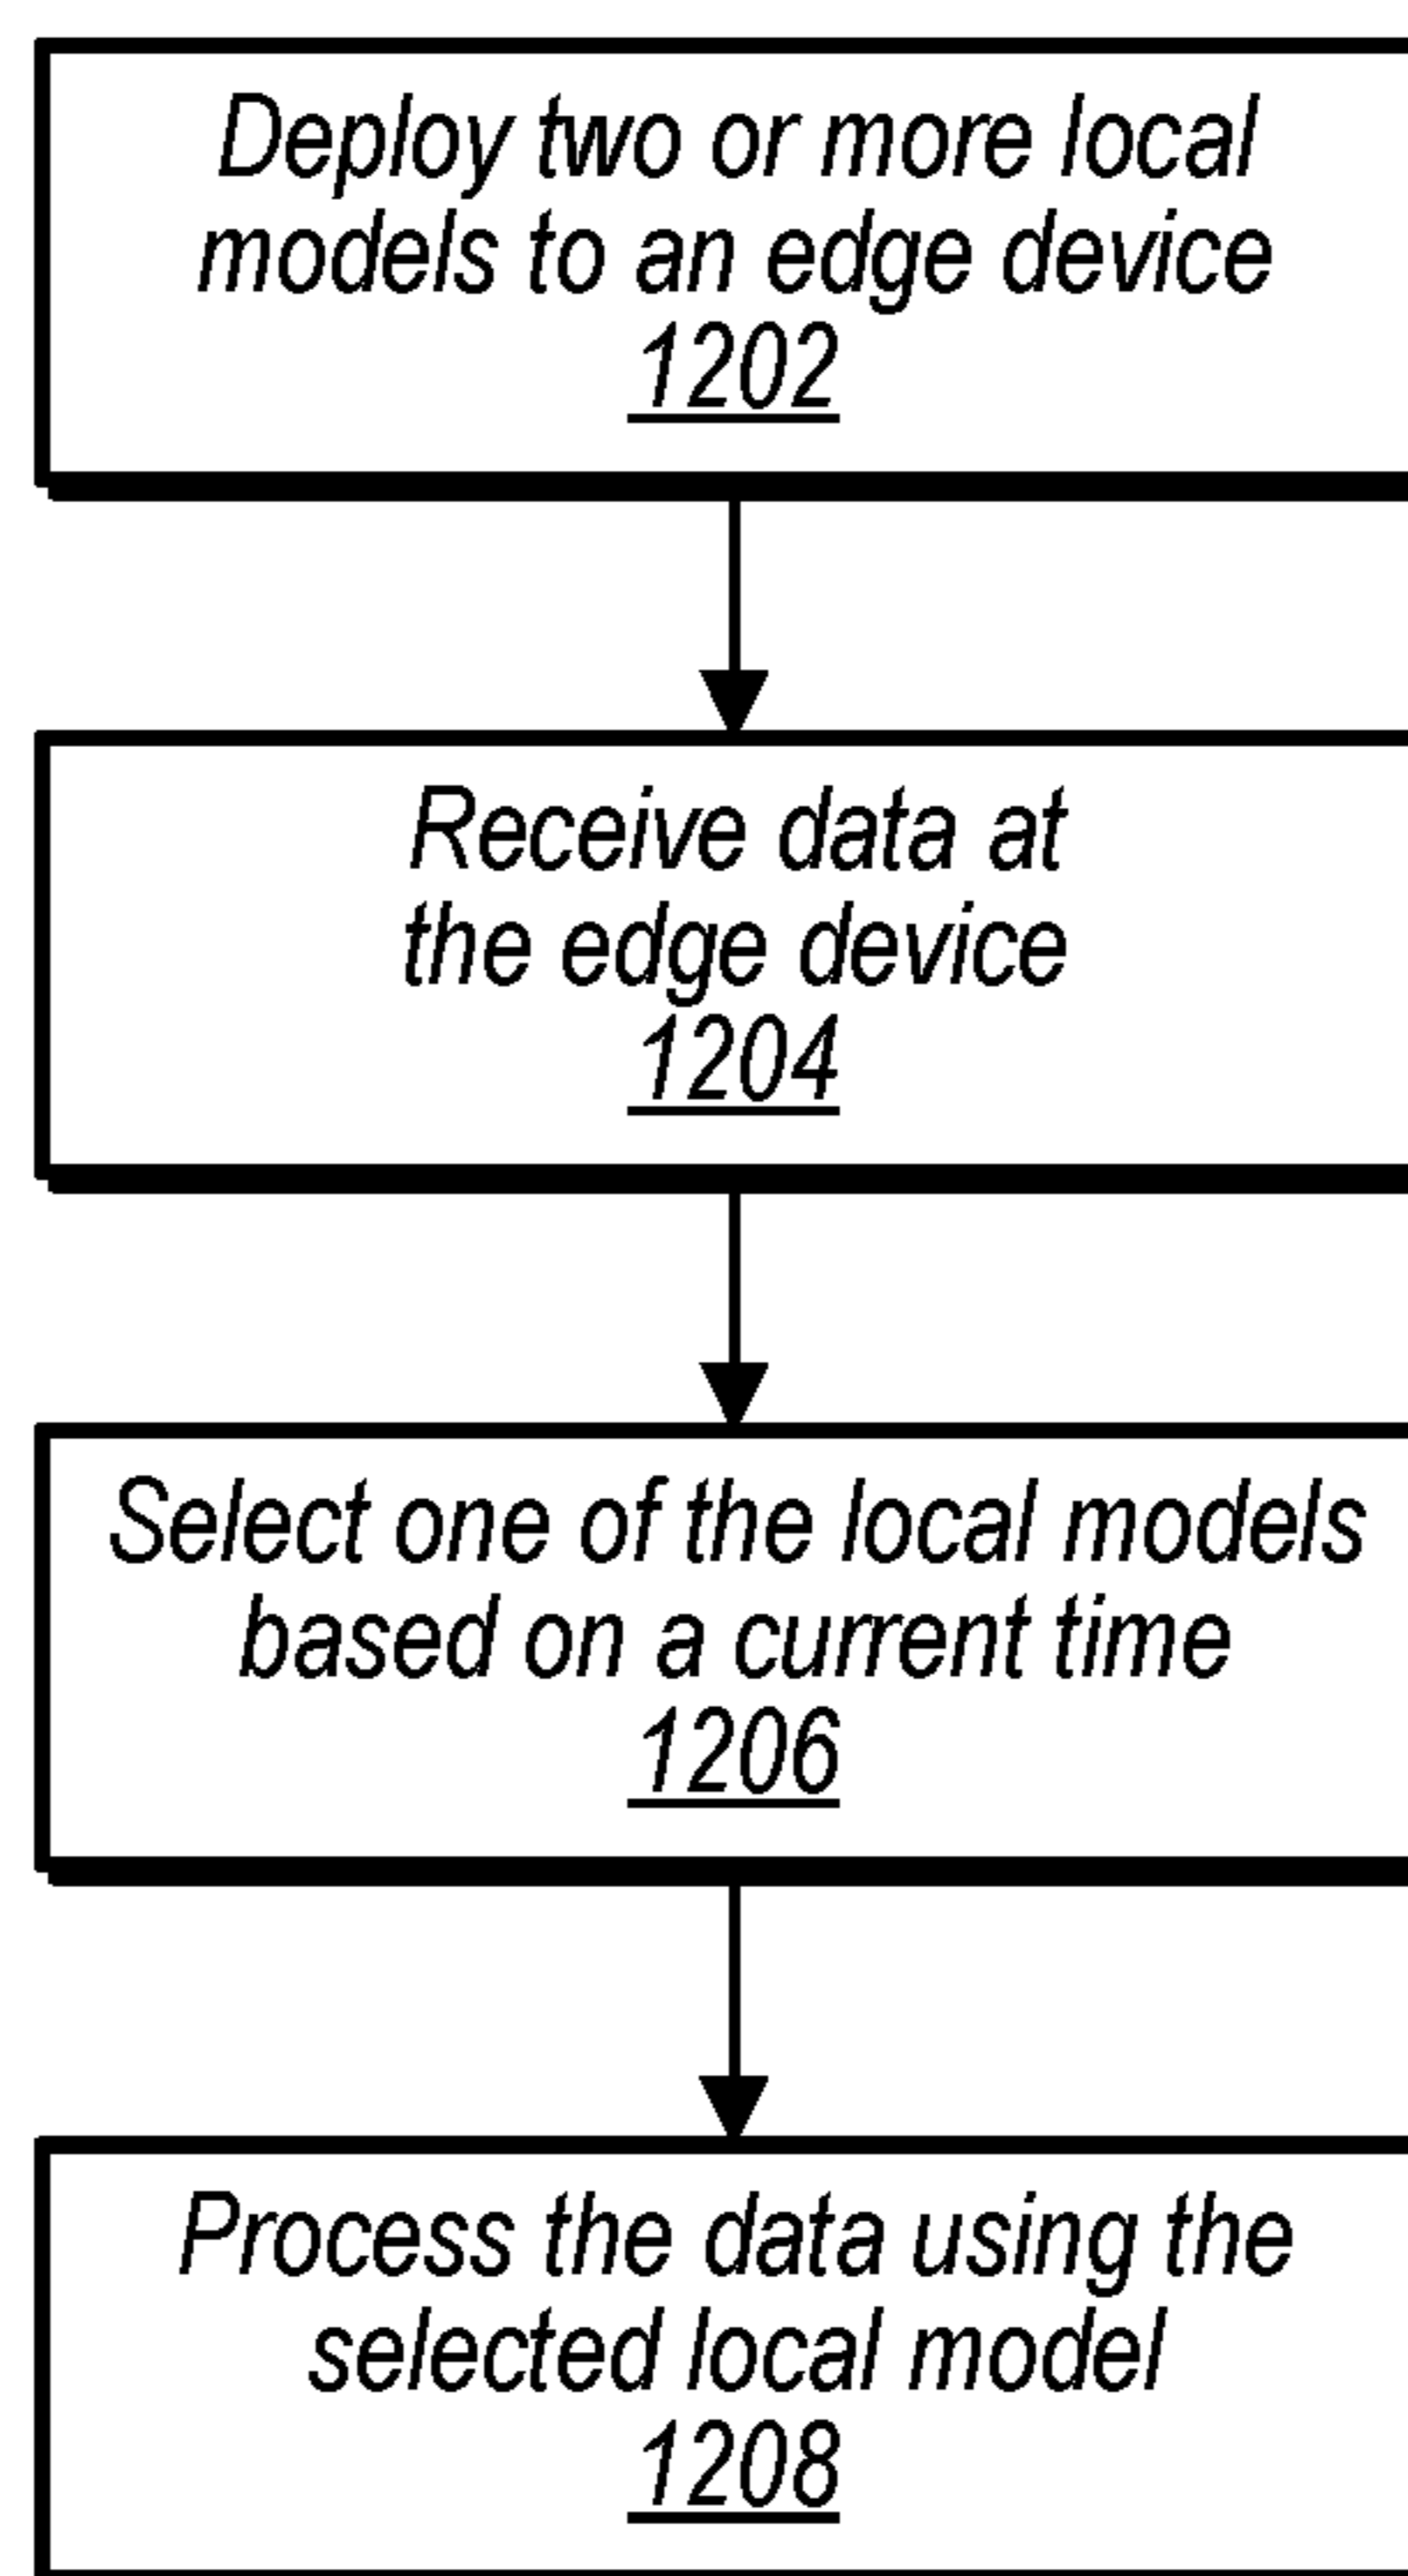 Deploy two or more local
models to an edge device
1202
Receive data at
the edge device
1204
Select one of the local models
based on a current time
1206
Process the data using the
selected local model
1208